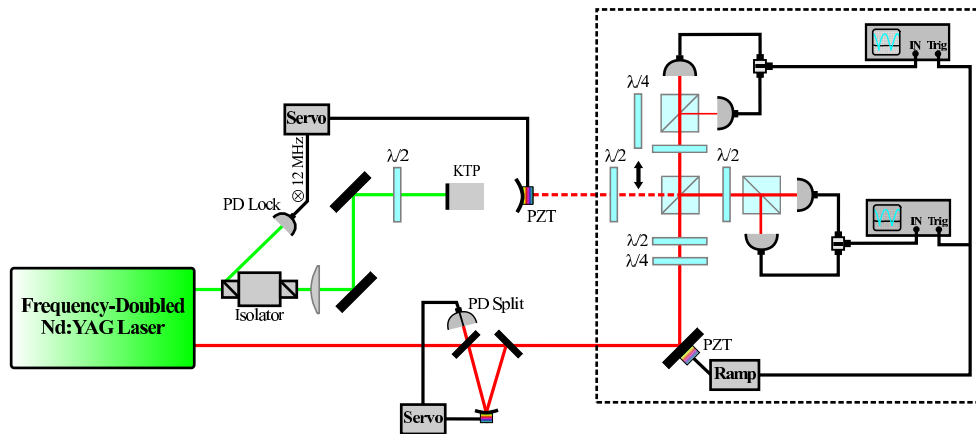 IN
Trig
λ/4
Servo
⊗ 12 MHz
λ/2
KTP
λ/2
λ/2
PD Lock
PZT
IN
Trig
λ/2
λ/4
Frequency-Doubled
Nd:YAG Laser
Isolator
PD Split
PZT
Ramp
Servo